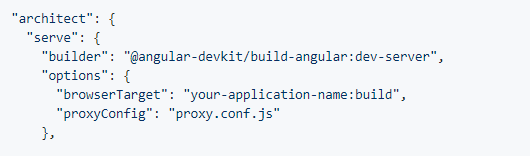 "architect": {
"serve": {
"builder": "@angular-devkit/build-angular:dev-server",
"options": {
"browserTarget": "your-application-name:build",
"proxyConfig": "proxy.conf.js"
},